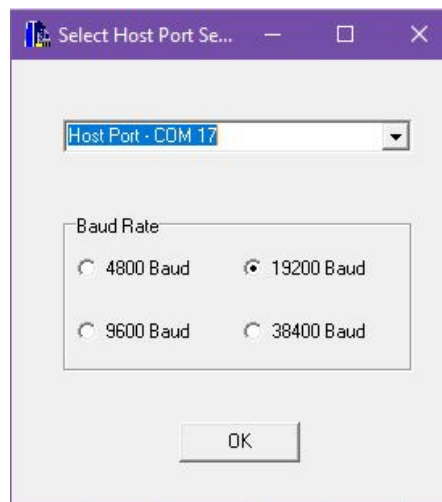 Select Host Port Se...
Host Port - COM 17
Baud Rate
4800 Baud
19200 Baud
9600 Baud
38400 Baud
OK